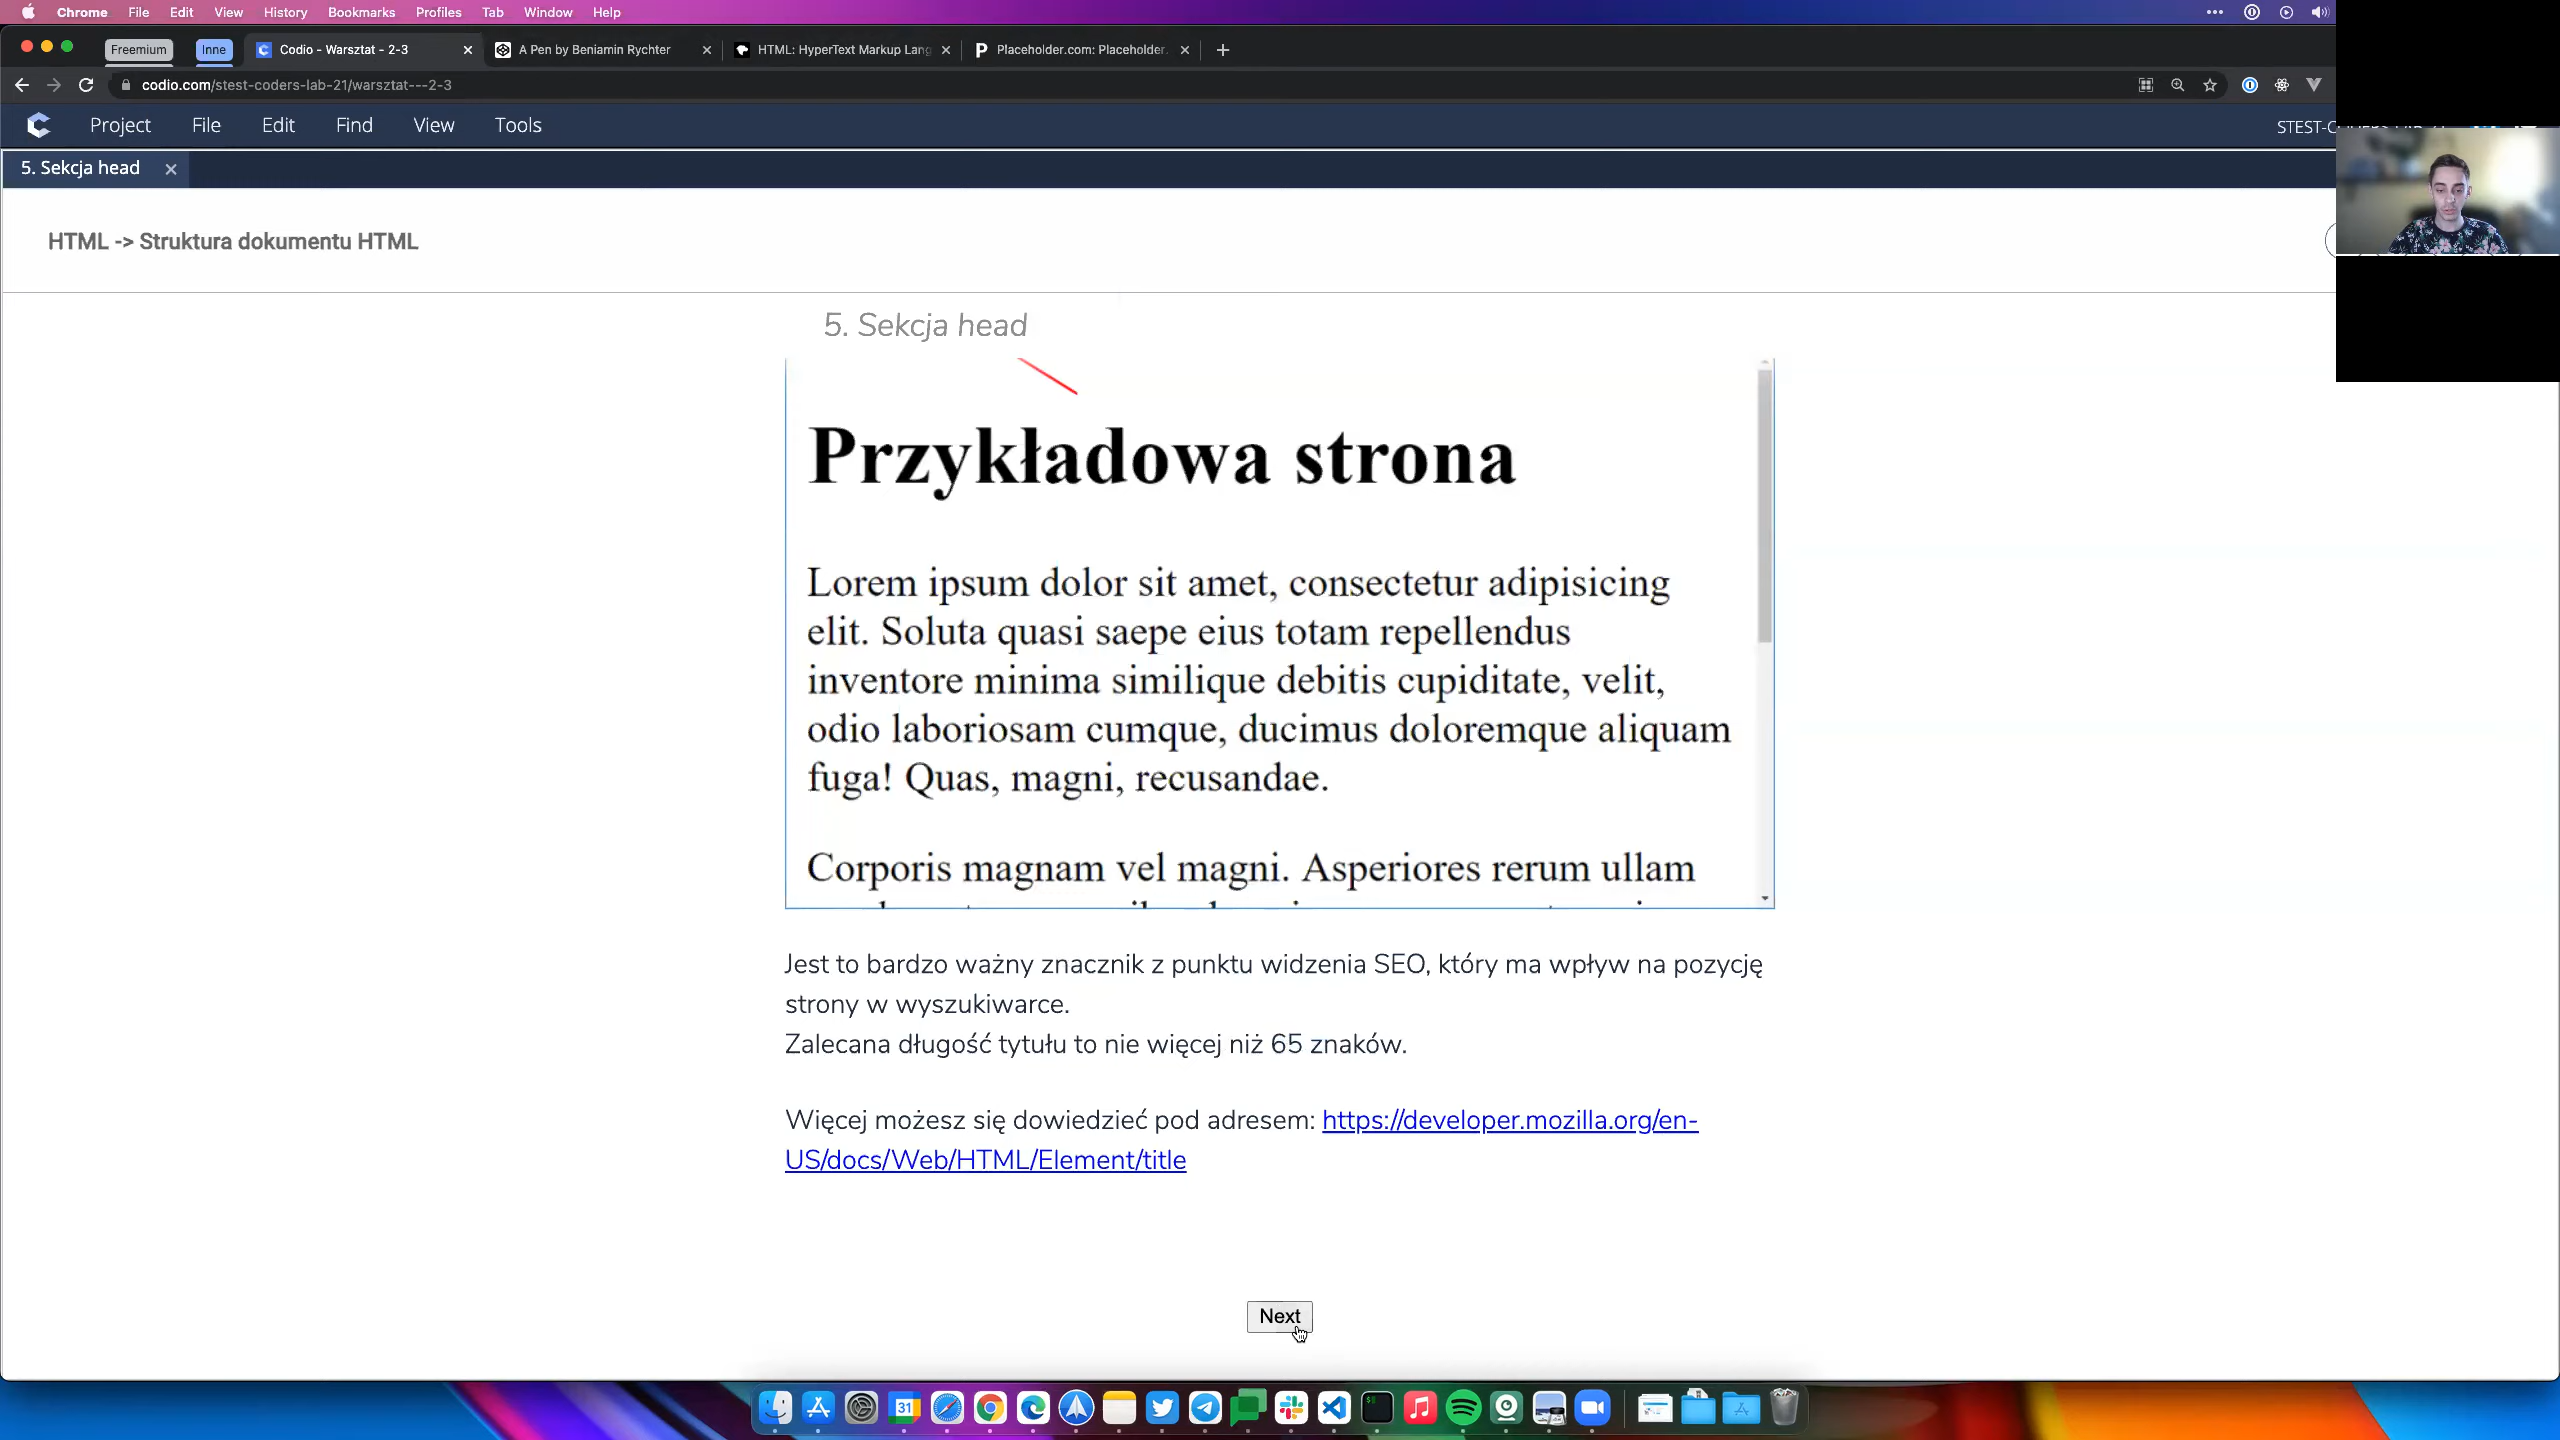 Chrome File Edit View History Bookmarks Profiles Tab Window Help
Freemium Inne Codio - Warsztat - 2-3 A Pen by Beniamin Rychter HTML: HyperText Markup Lang Placeholder.com: Placeholder.
codio.com/stest-coders-lab-21/warsztat---2-3
Project File Edit Find View Tools
5. Sekcja head
HTML -> Struktura dokumentu HTML
5. Sekcja head
Przykładowa strona
Lorem ipsum dolor sit amet, consectetur adipisicing
elit. Soluta quasi saepe eius totam repellendus
inventore minima similique debitis cupiditate, velit,
odio laboriosam cumque, ducimus doloremque aliquam
fuga! Quas, magni, recusandae.
Corporis magnam vel magni. Asperiores rerum ullam
Jest to bardzo ważny znacznik z punktu widzenia SEO, który ma wpływ na pozycję
strony w wyszukiwarce.
Zalecana długość tytułu to nie więcej niż 65 znaków.
Więcej możesz się dowiedzieć pod adresem: https://developer.mozilla.org/en-
US/docs/Web/HTML/Element/title
Next
31